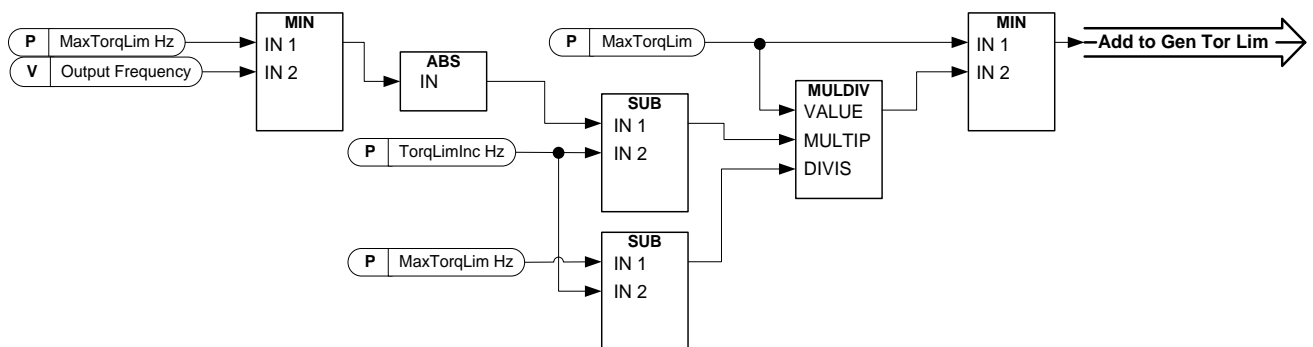 MIN
P MaxTorqLim Hz
IN 1
V Output Frequency
IN 2
ABS
IN
P TorqLimInc Hz
SUB
IN 1
IN 2
P MaxTorqLim Hz
SUB
IN 1
IN 2
P MaxTorqLim
MULDIV
VALUE
MULTIP
DIVIS
MIN
IN 1
IN 2
Add to Gen Tor Lim